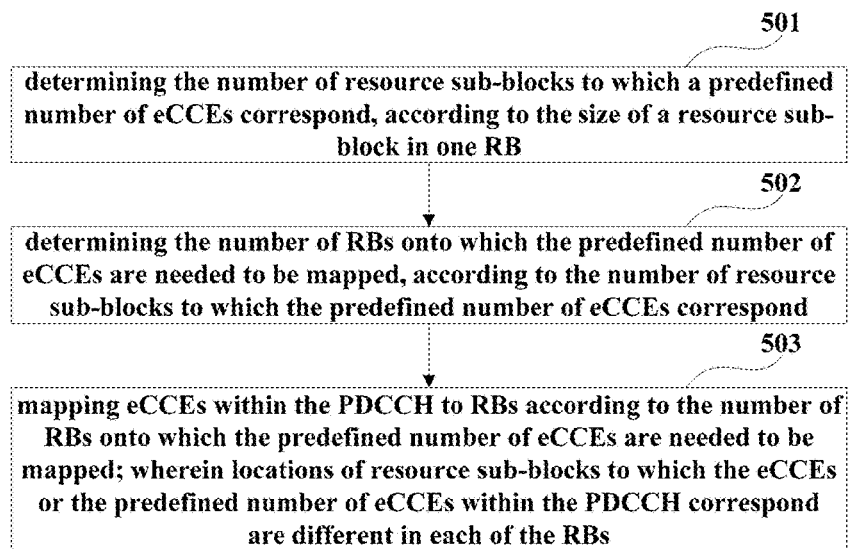 501
determining the number of resource sub-blocks to which a predefined
number of eCCEs correspond, according to the size of a resource sub-
block in one RB
502
determining the number of RBs onto which the predefined number of
eCCEs are needed to be mapped, according to the number of resource
sub-blocks to which the predefined number of eCCEs correspond
503
mapping eCCEs within the PDCCH to RBs according to the number of
RBs onto which the predefined number of eCCEs are needed to be
mapped; wherein locations of resource sub-blocks to which the eCCEs
or the predefined number of eCCEs within the PDCCH correspond
are different in each of the RBs